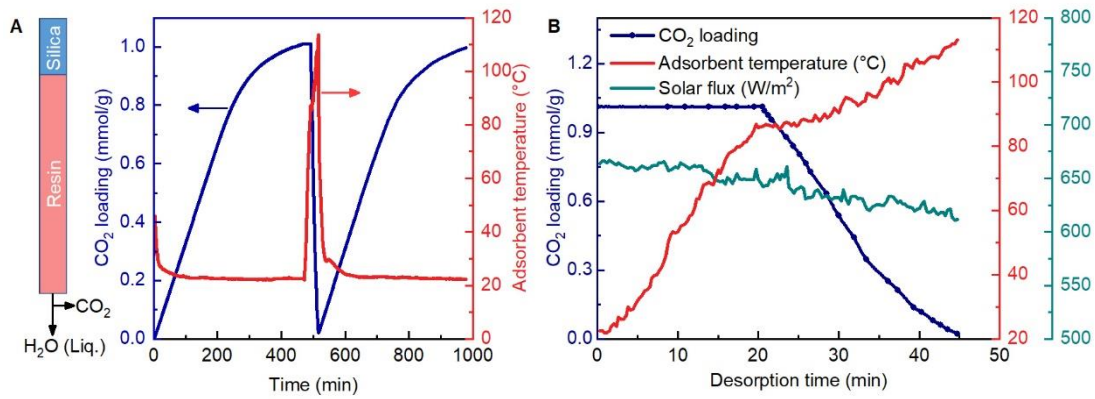 A
Silica
Resin
CO₂
H₂O (Liq.)
CO₂ loading (mmol/g)
1.0
0.8
0.6
0.4
0.2
0.0
0 200 400 600 800 1000
Time (min)
120
100
80
60
40
20
0
Adsorbent temperature (°C)
B
CO₂ loading
Adsorbent temperature (°C)
Solar flux (W/m²)
CO₂ loading (mmol/g)
1.2
0.9
0.6
0.3
0.0
0 10 20 30 40 50
Desorption time (min)
120
100
80
60
40
20
800
750
700
650
600
550
500